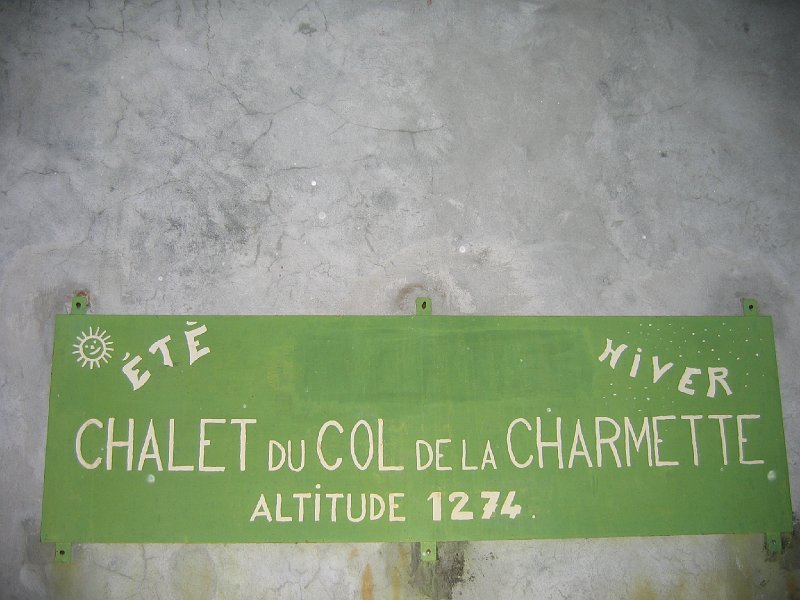 ÉTÉ HiVER
CHALET DU COL DE LA CHARMETTE
ALTiTUDE 1274.